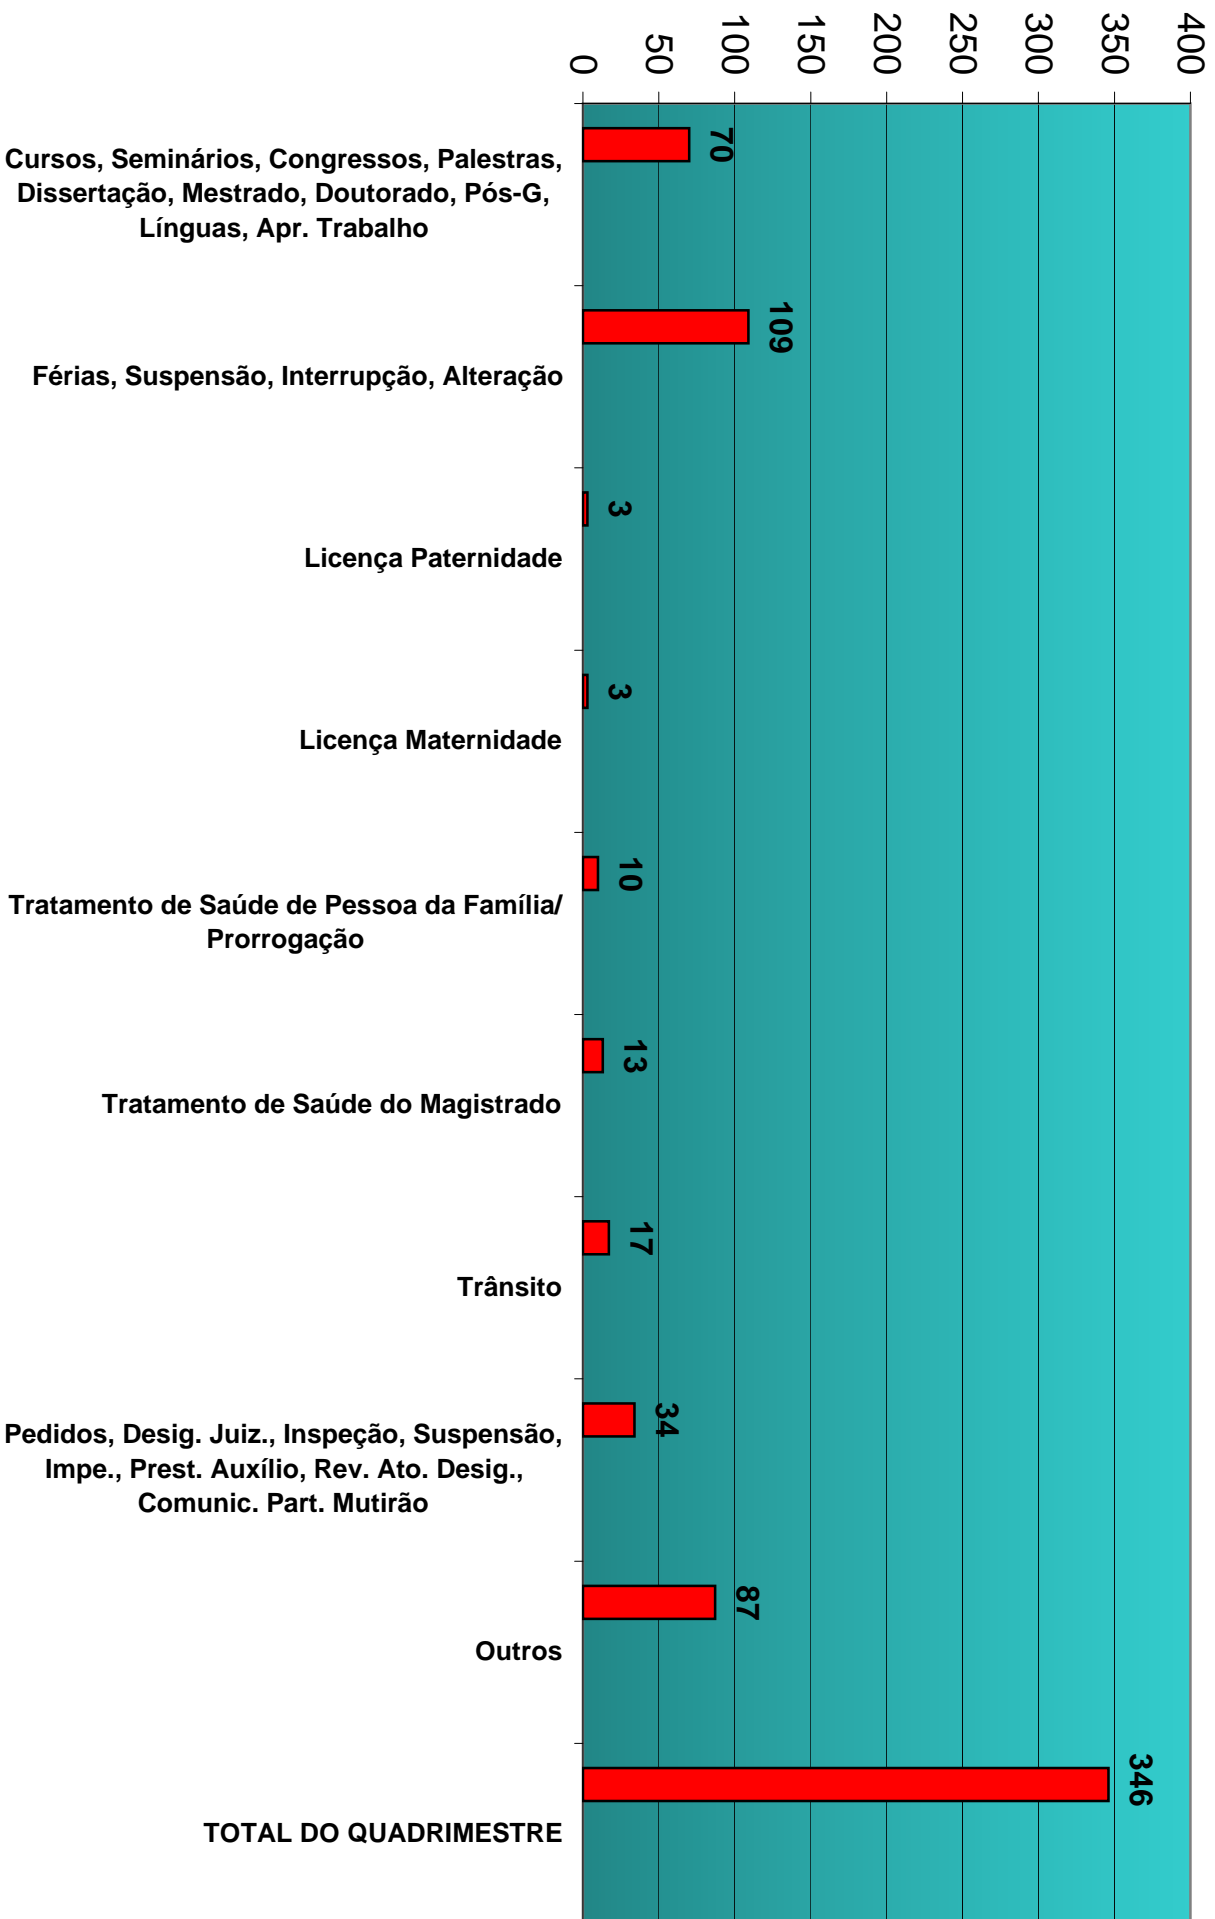 0
50
100
150
200
250
300
350
400
70
Cursos, Seminários, Congressos, Palestras,
Dissertação, Mestrado, Doutorado, Pós-G,
Línguas, Apr. Trabalho
109
Férias, Suspensão, Interrupção, Alteração
3
Licença Paternidade
3
Licença Maternidade
10
Tratamento de Saúde de Pessoa da Família/
Prorrogação
13
Tratamento de Saúde do Magistrado
17
Trânsito
34
Pedidos, Desig. Juiz., Inspeção, Suspensão,
Impe., Prest. Auxílio, Rev. Ato. Desig.,
Comunic. Part. Mutirão
87
Outros
346
TOTAL DO QUADRIMESTRE